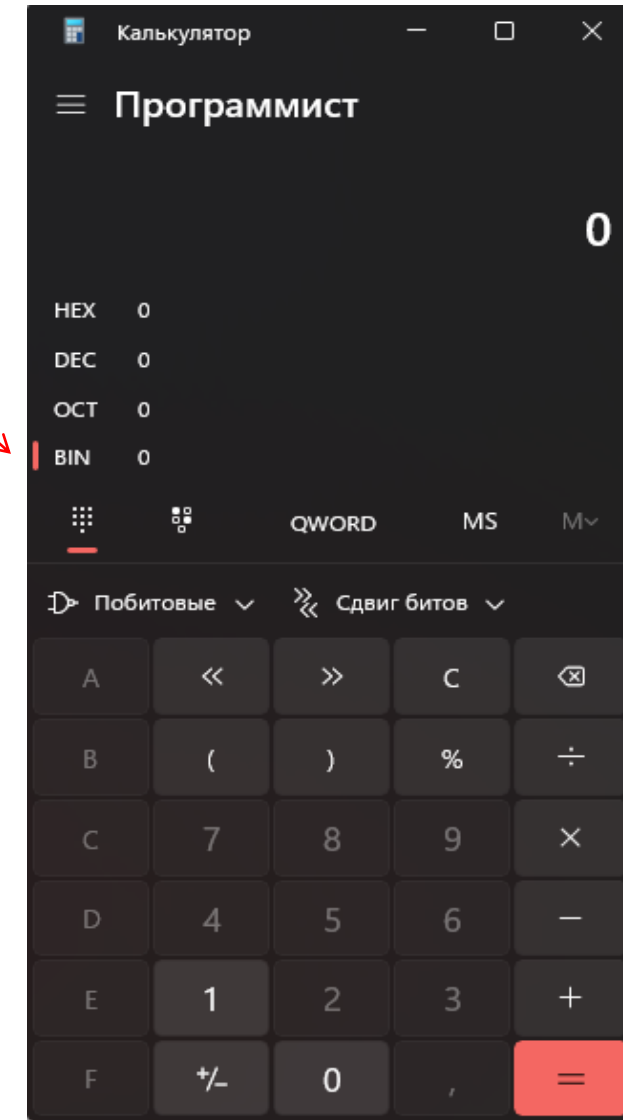 Калькулятор
Программист
0
HEX 0
DEC 0
OCT 0
BIN 0
QWORD MS M
Побитовые Сдвиг битов
A « » C
B ( ) % ÷
C 7 8 9 ×
D 4 5 6 −
E 1 2 3 +
F +/− 0 , =